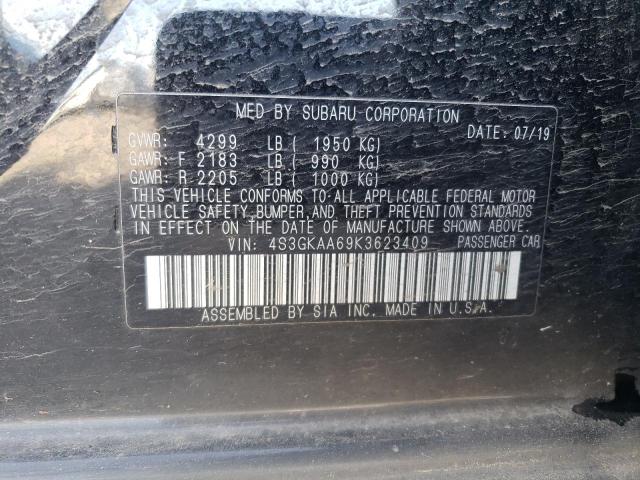 MFD BY SUBARU CORPORATION
DATE: 07/19
GVWR: 4299 LB ( 1950 KG)
GAWR: F 2183 LB ( 990 KG)
GAWR: R 2205 LB ( 1000 KG)
THIS VEHICLE CONFORMS TO ALL APPLICABLE FEDERAL MOTOR
VEHICLE SAFETY, BUMPER, AND THEFT PREVENTION STANDARDS
IN EFFECT ON THE DATE OF MANUFACTURE SHOWN ABOVE.
VIN: 4S3GKAA69K3623409 PASSENGER CAR
ASSEMBLED BY SIA INC. MADE IN U.S.A.